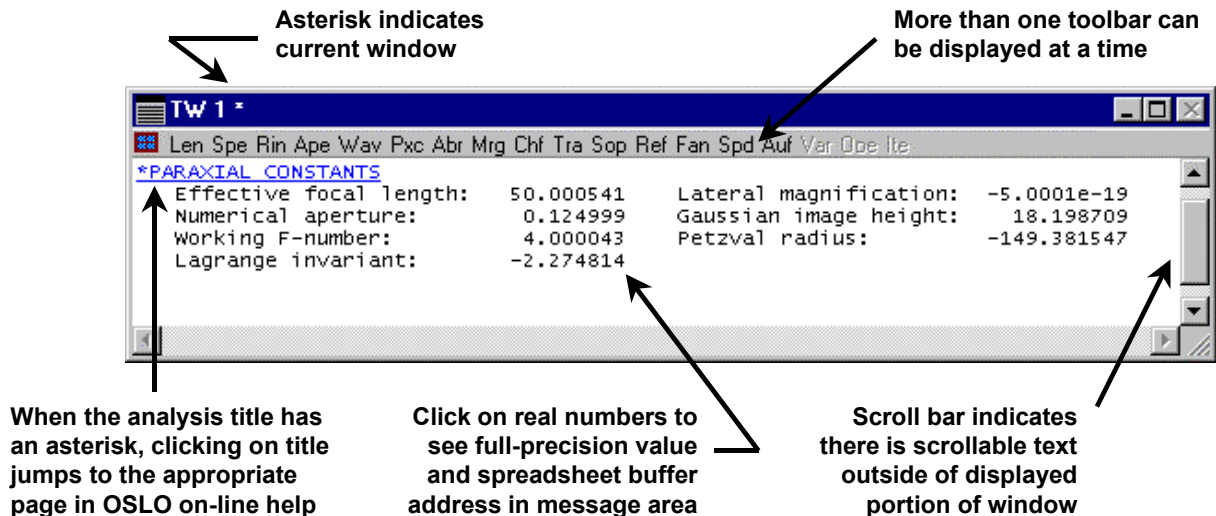 Asterisk indicates
current window
More than one toolbar can
be displayed at a time
TW 1 *
Len Spe Rin Ape Wav Pxc Abr Mrg Chf Tra Sop Ref Fan Spd Auf Var Ope Ite
*PARAXIAL CONSTANTS
Effective focal length: 50.000541 Lateral magnification: -5.0001e-19
Numerical aperture: 0.124999 Gaussian image height: 18.198709
Working F-number: 4.000043 Petzval radius: -149.381547
Lagrange invariant: -2.274814
When the analysis title has
an asterisk, clicking on title
jumps to the appropriate
page in OSLO on-line help
Click on real numbers to
see full-precision value
and spreadsheet buffer
address in message area
Scroll bar indicates
there is scrollable text
outside of displayed
portion of window